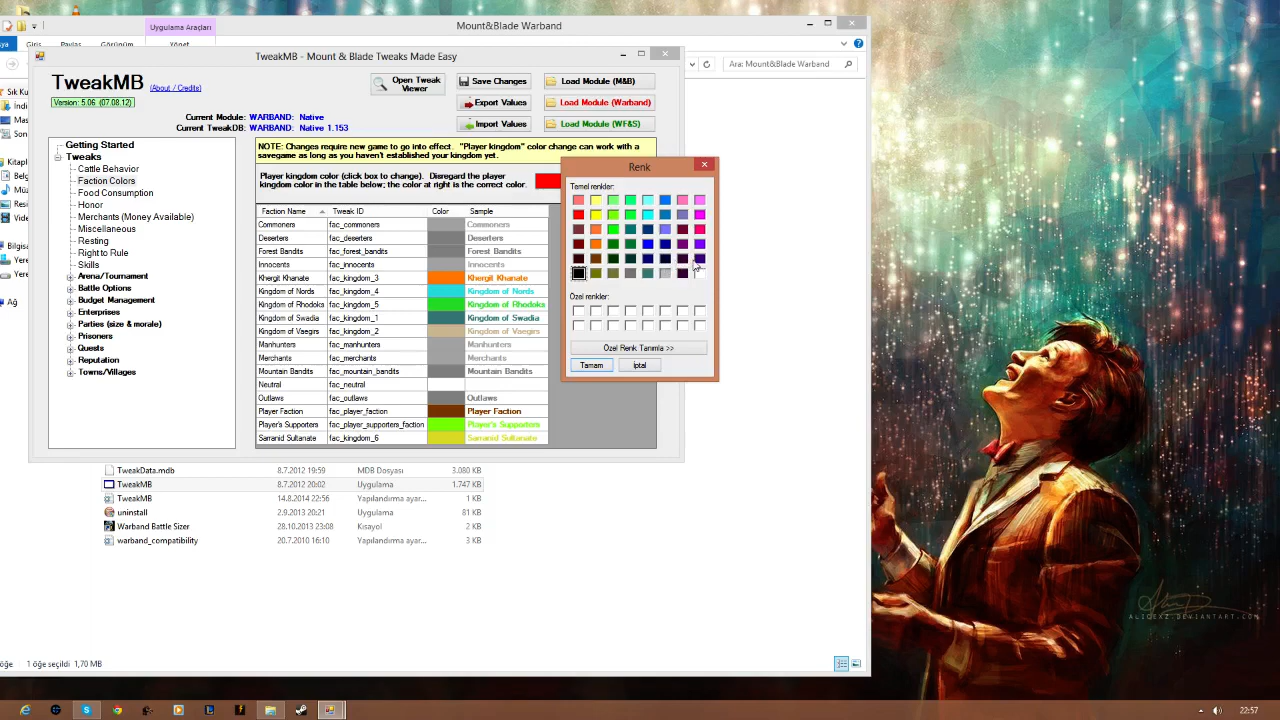 Uygulama Araçları
Mount&Blade Warband
Giriş Paylaş Görünüm Yönet
Ara: Mount&Blade Warband
TweakMB - Mount & Blade Tweaks Made Easy
TweakMB
(About / Credits)
Version: 5.06 (07.08.12)
Open Tweak Viewer
Save Changes
Load Module (M&B)
Export Values
Load Module (Warband)
Import Values
Load Module (WF&S)
Current Module: WARBAND: Native
Current TweakDB: WARBAND: Native 1.153
Getting Started
Tweaks
Cattle Behavior
Faction Colors
Food Consumption
Honor
Merchants (Money Available)
Miscellaneous
Resting
Right to Rule
Skills
Arena/Tournament
Battle Options
Budget Management
Enterprises
Parties (size & morale)
Prisoners
Quests
Reputation
Towns/Villages
NOTE: Changes require new game to go into effect. "Player kingdom" color change can work with a
savegame as long as you haven't established your kingdom yet.
Player kingdom color (click box to change). Disregard the player
kingdom color in the table below; the color at right is the correct color.
Faction Name Tweak ID Color Sample
Commoners fac_commoners Commoners
Deserters fac_deserters Deserters
Forest Bandits fac_forest_bandits Forest Bandits
Innocents fac_innocents Innocents
Khergit Khanate fac_kingdom_3 Khergit Khanate
Kingdom of Nords fac_kingdom_4 Kingdom of Nords
Kingdom of Rhodoks fac_kingdom_5 Kingdom of Rhodoks
Kingdom of Swadia fac_kingdom_1 Kingdom of Swadia
Kingdom of Vaegirs fac_kingdom_2 Kingdom of Vaegirs
Manhunters fac_manhunters Manhunters
Merchants fac_merchants Merchants
Mountain Bandits fac_mountain_bandits Mountain Bandits
Neutral fac_neutral
Outlaws fac_outlaws Outlaws
Player Faction fac_player_faction Player Faction
Player's Supporters fac_player_supporters_faction Player's Supporters
Sarranid Sultanate fac_kingdom_6 Sarranid Sultanate
Renk
Temel renkler:
Özel renkler:
Özel Renk Tanımla >>
Tamam İptal
TweakData.mdb 8.7.2012 19:59 MDB Dosyası 3.080 KB
TweakMB 8.7.2012 20:02 Uygulama 1.747 KB
TweakMB 14.8.2014 22:56 Yapılandırma ayar... 1 KB
uninstall 2.9.2013 20:21 Uygulama 81 KB
Warband Battle Sizer 28.10.2013 23:08 Kısayol 2 KB
warband_compatibility 20.7.2010 16:10 Yapılandırma ayar... 3 KB
öğe 1 öğe seçildi 1,70 MB
ALICEXZ.DEVIANTART.COM
22:57